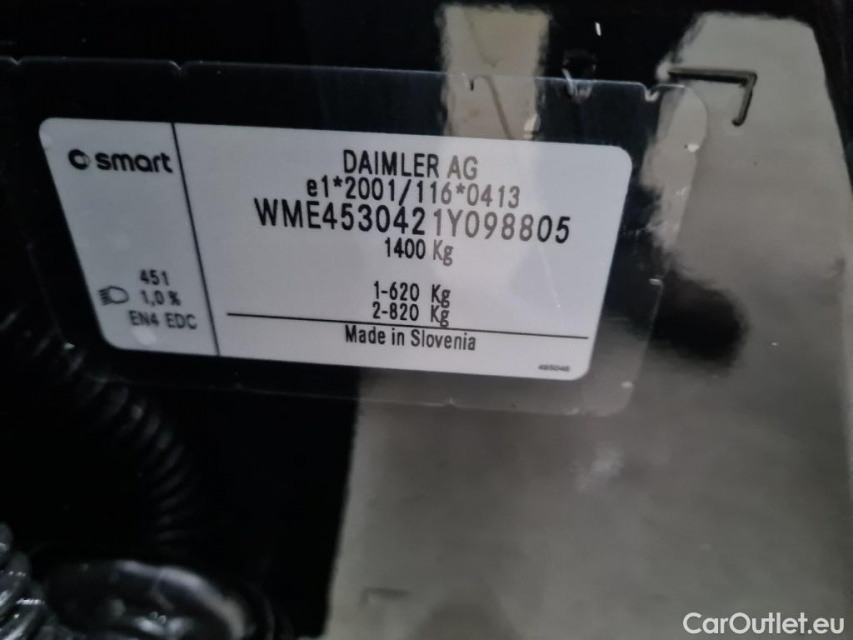 smart
451
1,0 %
EN4 EDC
DAIMLER AG
e1*2001/116*0413
WME4530421Y098805
1400 Kg
1-620 Kg
2-820 Kg
Made in Slovenia
CarOutlet.eu